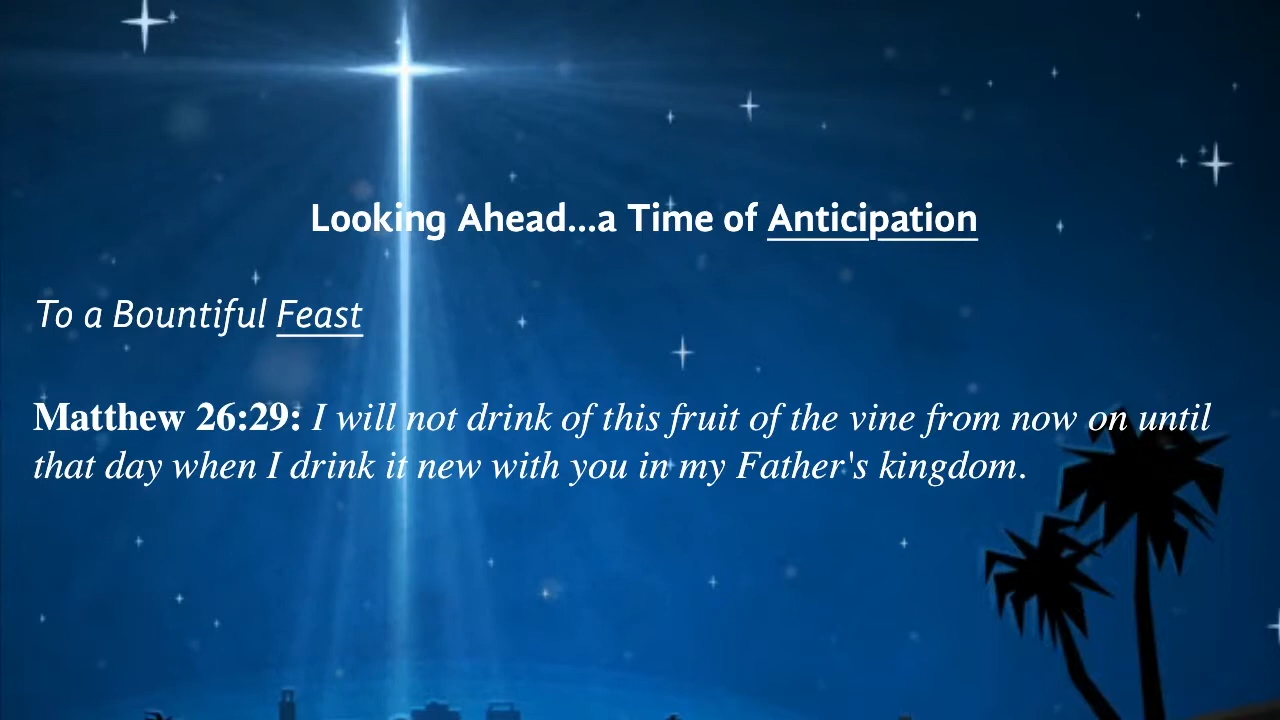 Looking Ahead...a Time of Anticipation
To a Bountiful Feast
Matthew 26:29: I will not drink of this fruit of the vine from now on until
that day when I drink it new with you in my Father's kingdom.